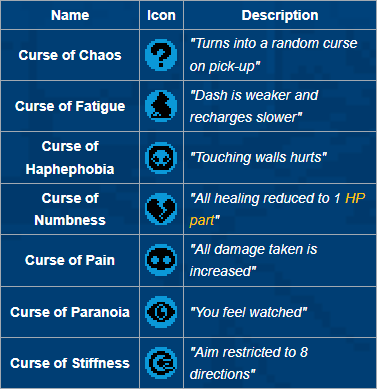 Name Icon Description
Curse of Chaos ? "Turns into a random curse
on pick-up"
Curse of Fatigue "Dash is weaker and
recharges slower"
Curse of
Haphephobia "Touching walls hurts"
Curse of
Numbness "All healing reduced to 1 HP
part"
Curse of Pain "All damage taken is
increased"
Curse of Paranoia "You feel watched"
Curse of Stiffness "Aim restricted to 8
directions"